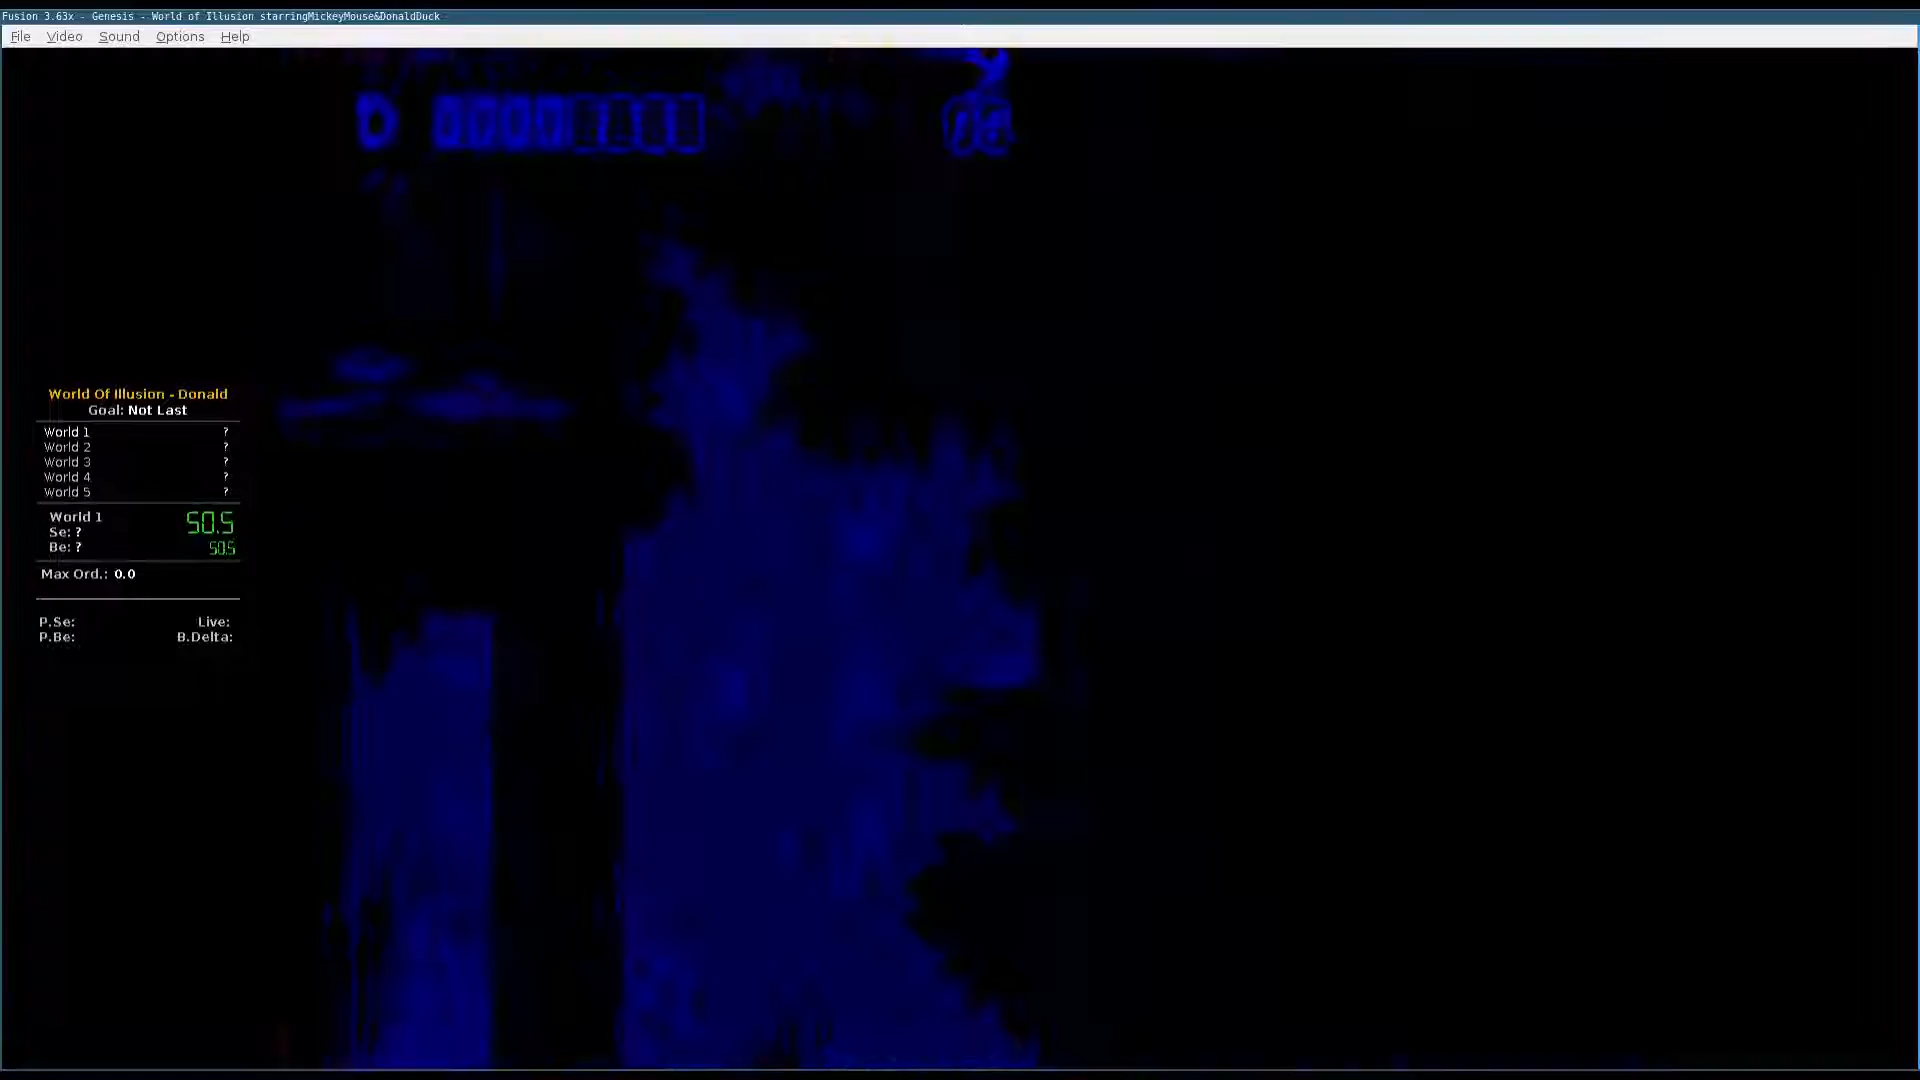 Fusion 3.63x - Genesis - World of Illusion starringMickeyMouse&DonaldDuck
File Video Sound Options Help
World Of Illusion - Donald
Goal: Not Last
World 1 ?
World 2 ?
World 3 ?
World 4 ?
World 5 ?
World 1 50.5
Se: ?
Be: ? 50.5
Max Ord.: 0.0
P.Se: Live:
P.Be: B.Delta: